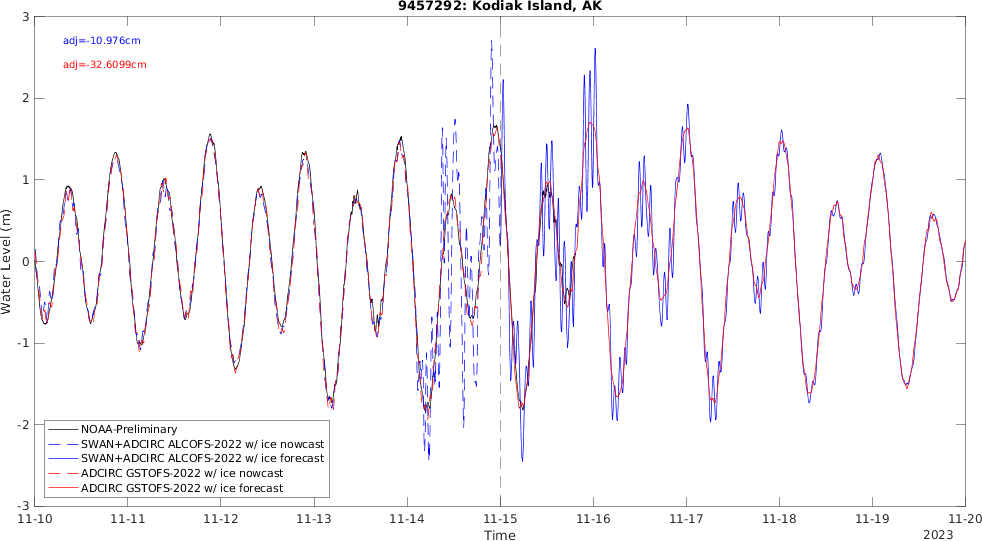 9457292: Kodiak Island, AK
adj=-10.976cm
adj=-32.6099cm
3
2
1
0
-1
-2
-3
Water Level (m)
NOAA-Preliminary
SWAN+ADCIRC ALCOFS-2022 w/ ice nowcast
SWAN+ADCIRC ALCOFS-2022 w/ ice forecast
ADCIRC GSTOFS-2022 w/ ice nowcast
ADCIRC GSTOFS-2022 w/ ice forecast
11-10 11-11 11-12 11-13 11-14 11-15 11-16 11-17 11-18 11-19 11-20
Time
2023